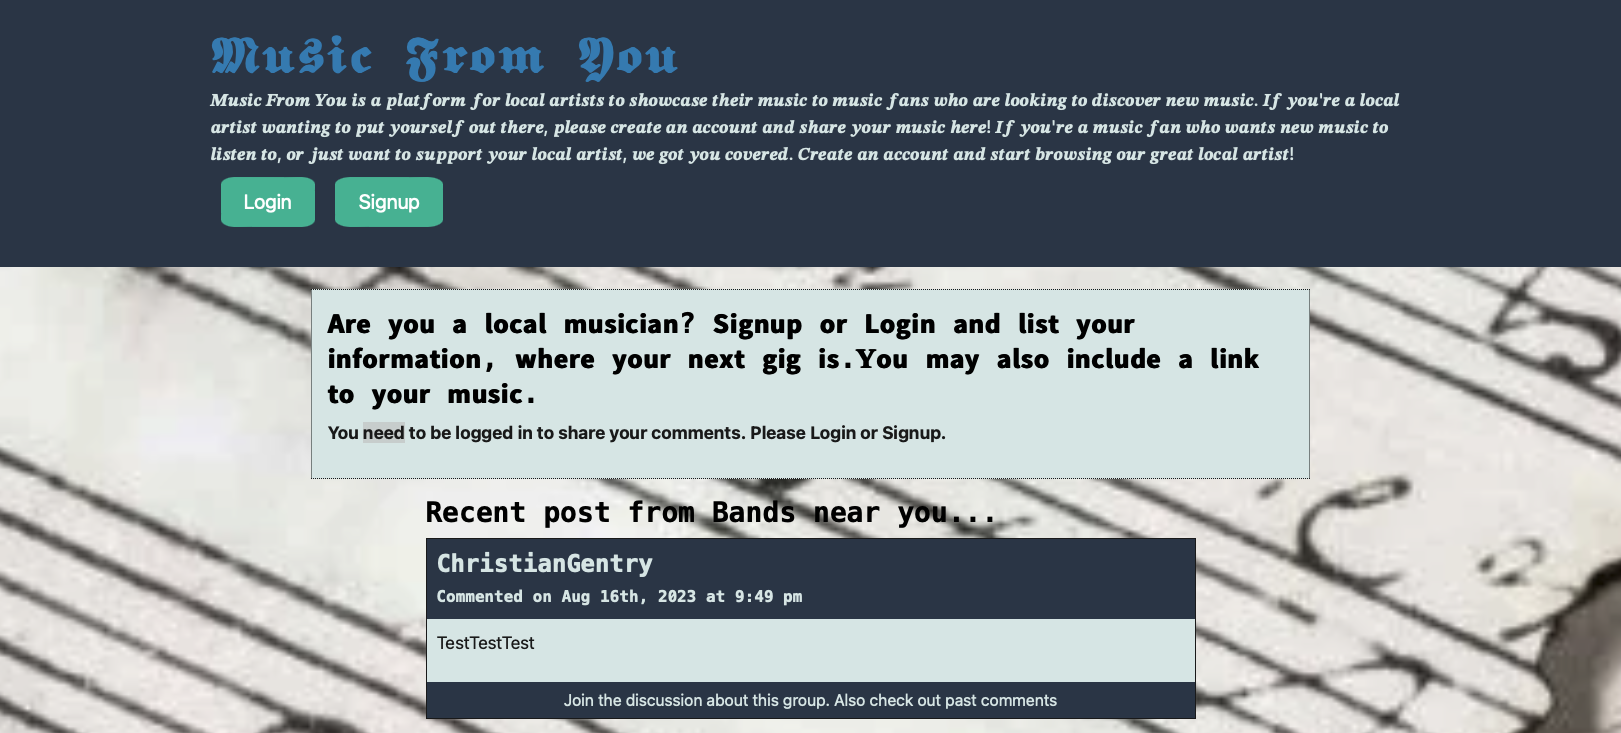 Music From You
Music From You is a platform for local artists to showcase their music to music fans who are looking to discover new music. If you're a local
artist wanting to put yourself out there, please create an account and share your music here! If you're a music fan who wants new music to
listen to, or just want to support your local artist, we got you covered. Create an account and start browsing our great local artist!
Login Signup
Are you a local musician? Signup or Login and list your
information, where your next gig is.You may also include a link
to your music.
You need to be logged in to share your comments. Please Login or Signup.
Recent post from Bands near you...
ChristianGentry
Commented on Aug 16th, 2023 at 9:49 pm
TestTestTest
Join the discussion about this group. Also check out past comments